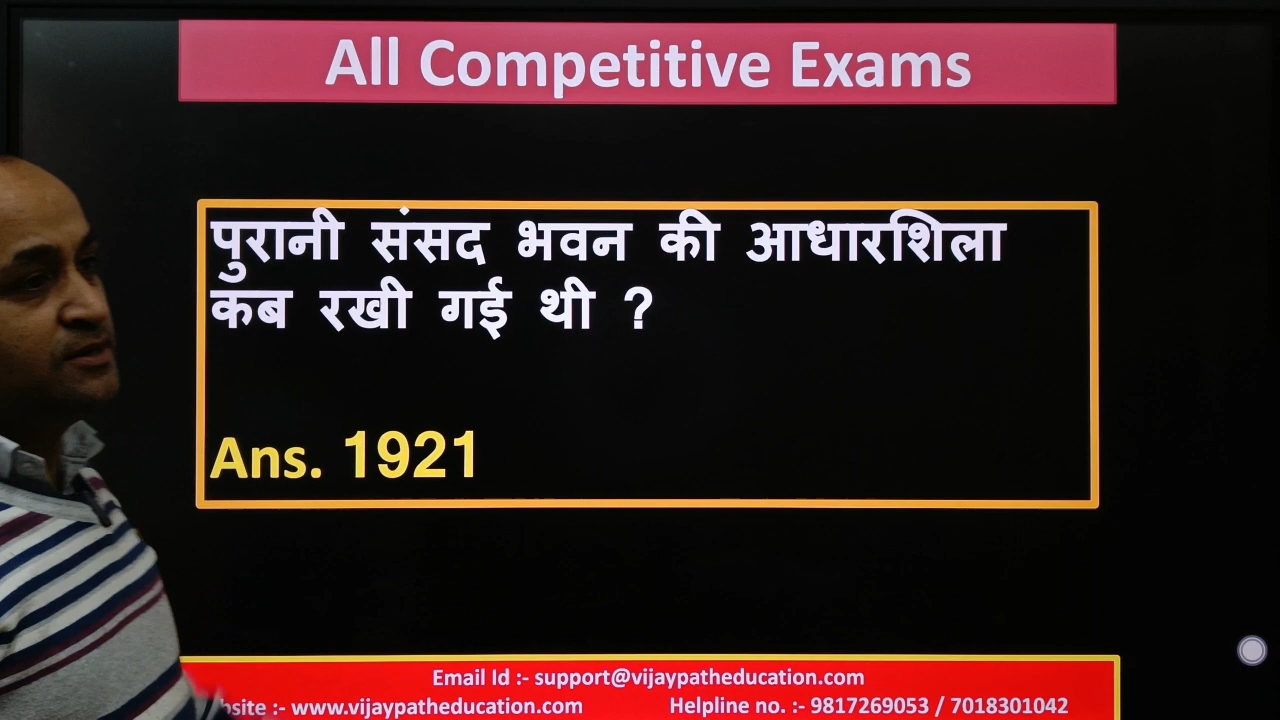 All Competitive Exams
पुरानी संसद भवन की आधारशिला
कब रखी गई थी ?
Ans. 1921
Email Id :- support@vijaypatheducation.com
bsite :- www.vijaypatheducation.com Helpline no. :- 9817269053 / 7018301042